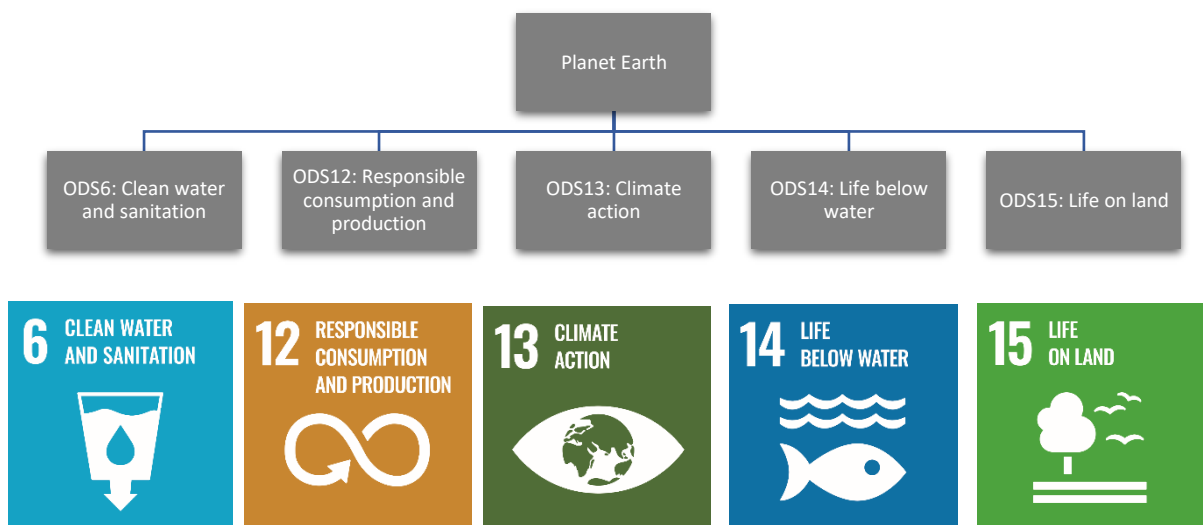 Planet Earth
ODS6: Clean water
and sanitation
ODS12: Responsible
consumption and
production
ODS13: Climate
action
ODS14: Life below
water
ODS15: Life on land
6 CLEAN WATER
AND SANITATION
12 RESPONSIBLE
CONSUMPTION
AND PRODUCTION
13 CLIMATE
ACTION
14 LIFE
BELOW WATER
15 LIFE
ON LAND